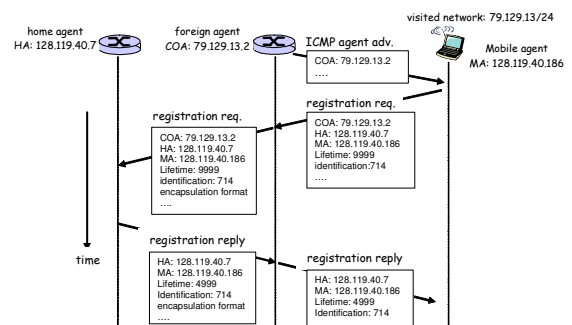 visited network: 79.129.13/24
home agent
HA: 128.119.40.7
foreign agent
COA: 79.129.13.2
ICMP agent adv.
COA: 79.129.13.2
….
Mobile agent
MA: 128.119.40.186
registration req.
COA: 79.129.13.2
HA: 128.119.40.7
MA: 128.119.40.186
Lifetime: 9999
identification:714
….
registration req.
COA: 79.129.13.2
HA: 128.119.40.7
MA: 128.119.40.186
Lifetime: 9999
identification: 714
encapsulation format
….
time
registration reply
HA: 128.119.40.7
MA: 128.119.40.186
Lifetime: 4999
Identification: 714
encapsulation format
….
registration reply
HA: 128.119.40.7
MA: 128.119.40.186
Lifetime: 4999
Identification: 714